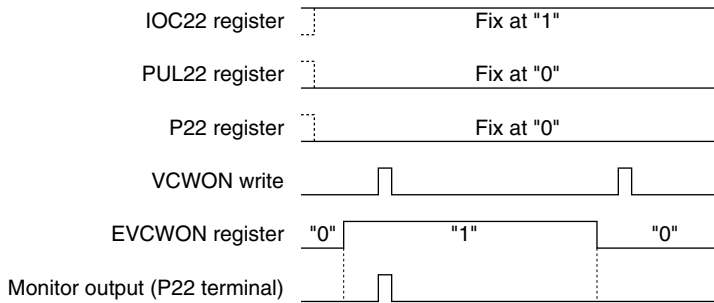 IOC22 register Fix at "1"
PUL22 register Fix at "0"
P22 register Fix at "0"
VCWON write
EVCWON register "0" "1" "0"
Monitor output (P22 terminal)